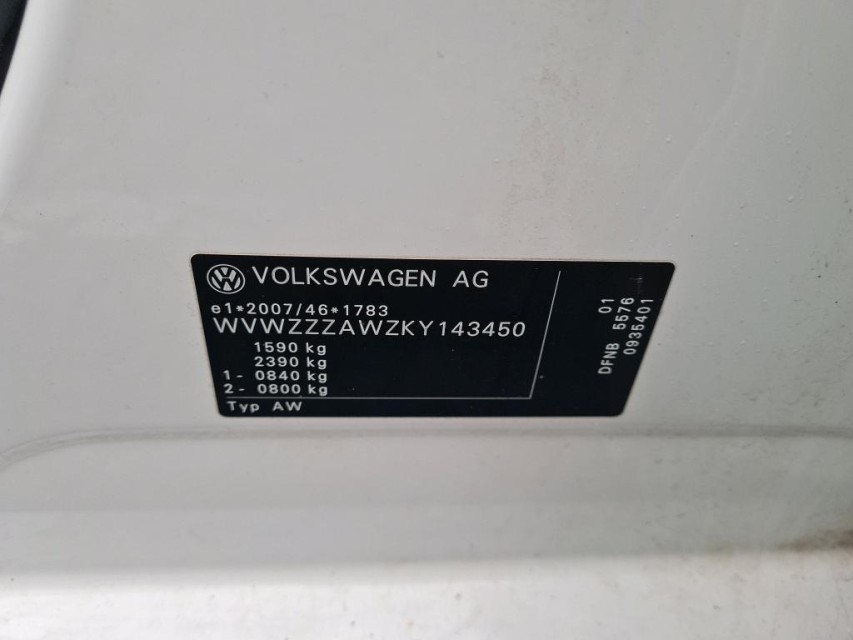 VOLKSWAGEN AG
e1*2007/46*1783
WVWZZZAWZKY143450
1590 kg
2390 kg
1 - 0840 kg
2 - 0800 kg
Typ AW
01
DFNB 5576
0935401